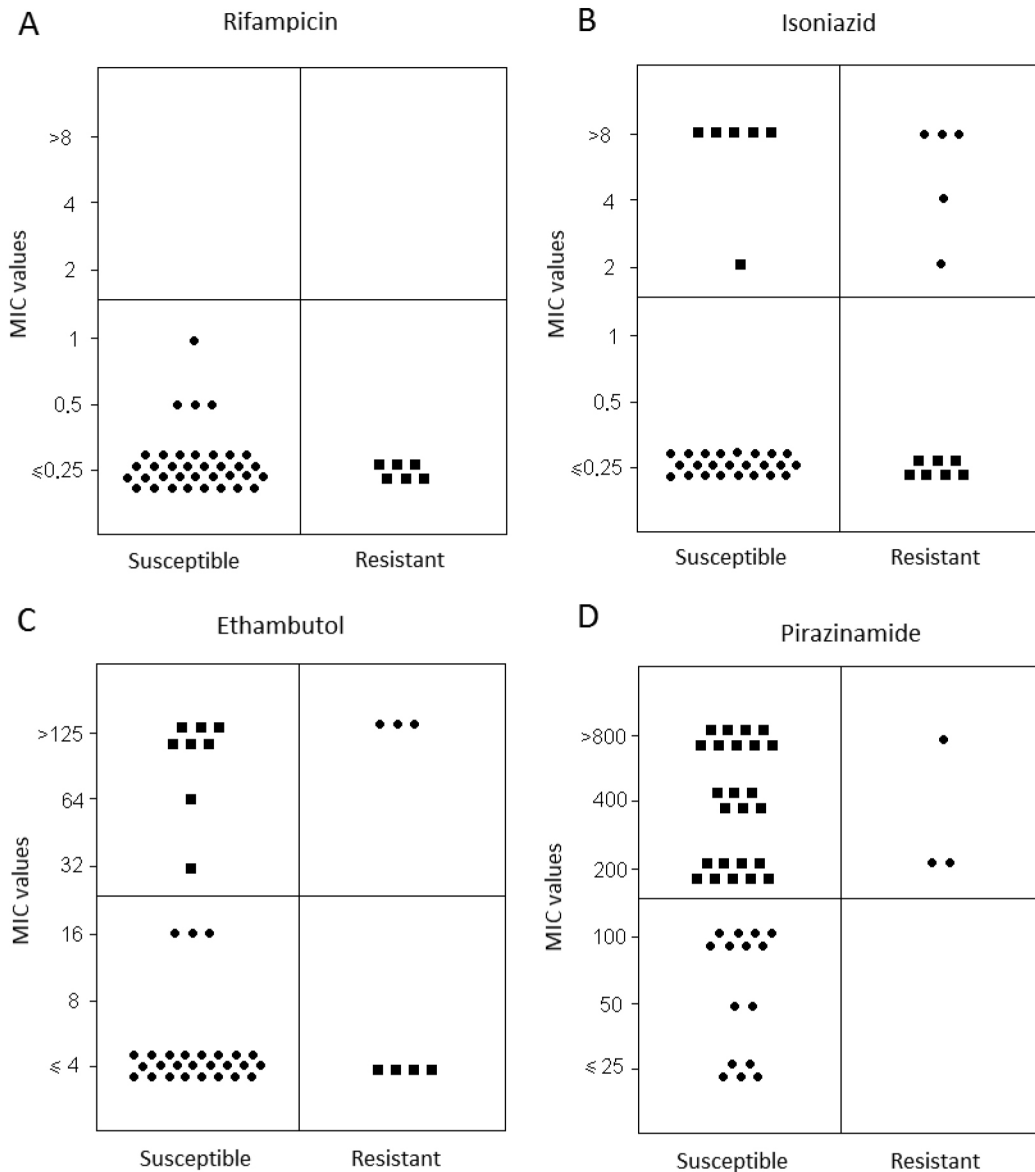 A
Rifampicin
MIC values
>8
4
2
1
0.5
≤0.25
Susceptible
Resistant
B
Isoniazid
MIC values
>8
4
2
1
0.5
≤0.25
Susceptible
Resistant
C
Ethambutol
MIC values
>125
64
32
16
8
≤ 4
Susceptible
Resistant
D
Pirazinamide
MIC values
>800
400
200
100
50
≤ 25
Susceptible
Resistant